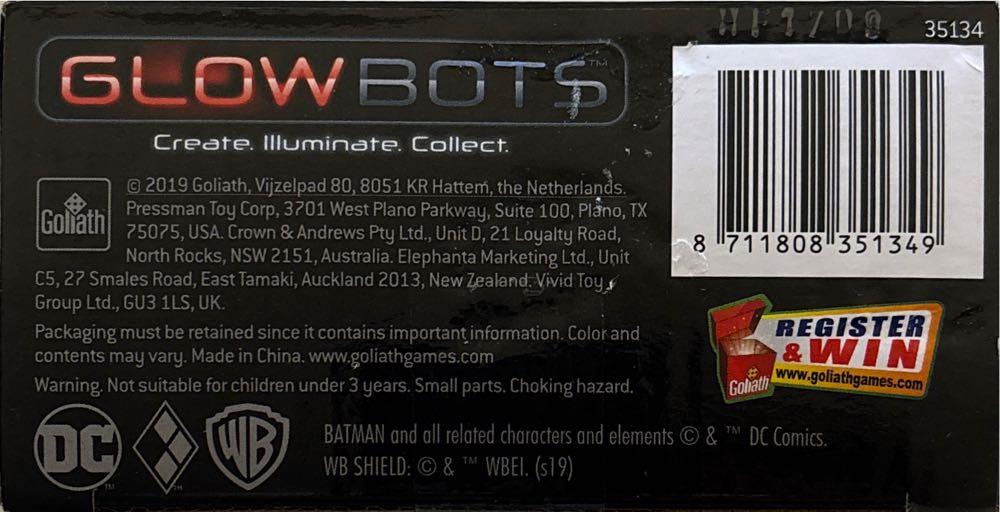 35134
GLOWBOTS™
Create. Illuminate. Collect.
Goliath
© 2019 Goliath, Vijzelpad 80, 8051 KR Hattem, the Netherlands.
Pressman Toy Corp, 3701 West Plano Parkway, Suite 100, Plano, TX
75075, USA. Crown & Andrews Pty Ltd., Unit D, 21 Loyalty Road,
North Rocks, NSW 2151, Australia. Elephanta Marketing Ltd., Unit
C5, 27 Smales Road, East Tamaki, Auckland 2013, New Zealand. Vivid Toy
Group Ltd., GU3 1LS, UK.
Packaging must be retained since it contains important information. Color and
contents may vary. Made in China. www.goliathgames.com
Warning. Not suitable for children under 3 years. Small parts. Choking hazard.
DC™ ™ WB
BATMAN and all related characters and elements © & ™ DC Comics.
WB SHIELD: © & ™ WBEI. (s19)
8 711808 351349
Goliath
REGISTER
& WIN
www.goliathgames.com